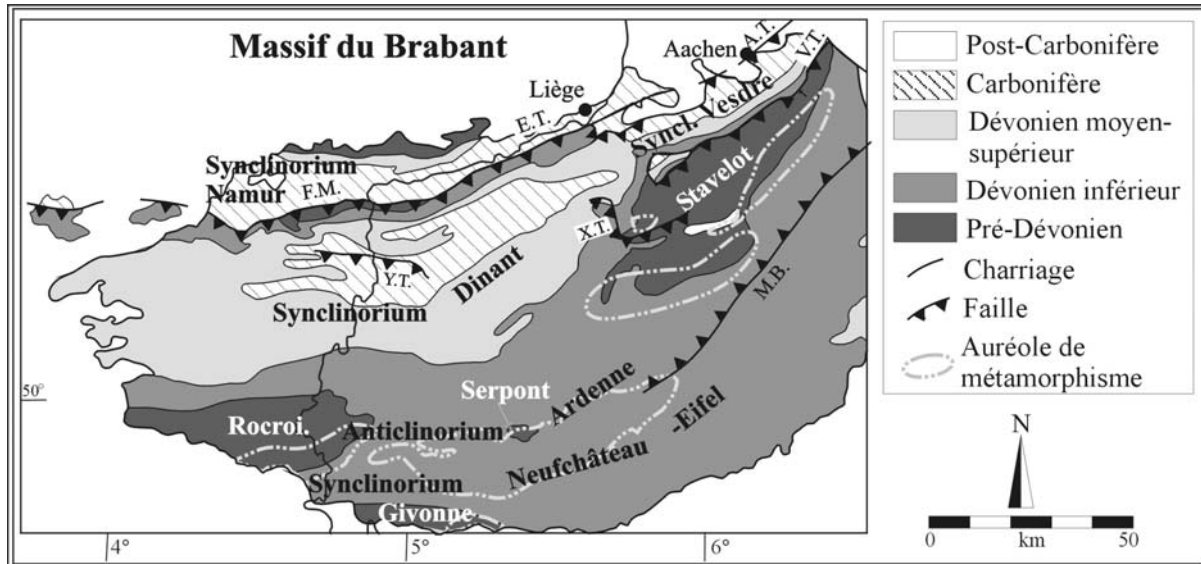 Massif du Brabant
Aachen
A.T.
V.T.
Liège
E.T.
Syncl. Vesdre
Synclinorium
Namur
F.M.
Stavelot
X.T.
Y.T.
Dinant
M.B.
Synclinorium
50°
Serpont
Ardenne
Rocroi.
Anticlinorium
-Eifel
Neufchâteau
Synclinorium
Givonne
4°
5°
6°
Post-Carbonifère
Carbonifère
Dévonien moyen-
supérieur
Dévonien inférieur
Pré-Dévonien
Charriage
Faille
Auréole de
métamorphisme
N
0 km 50